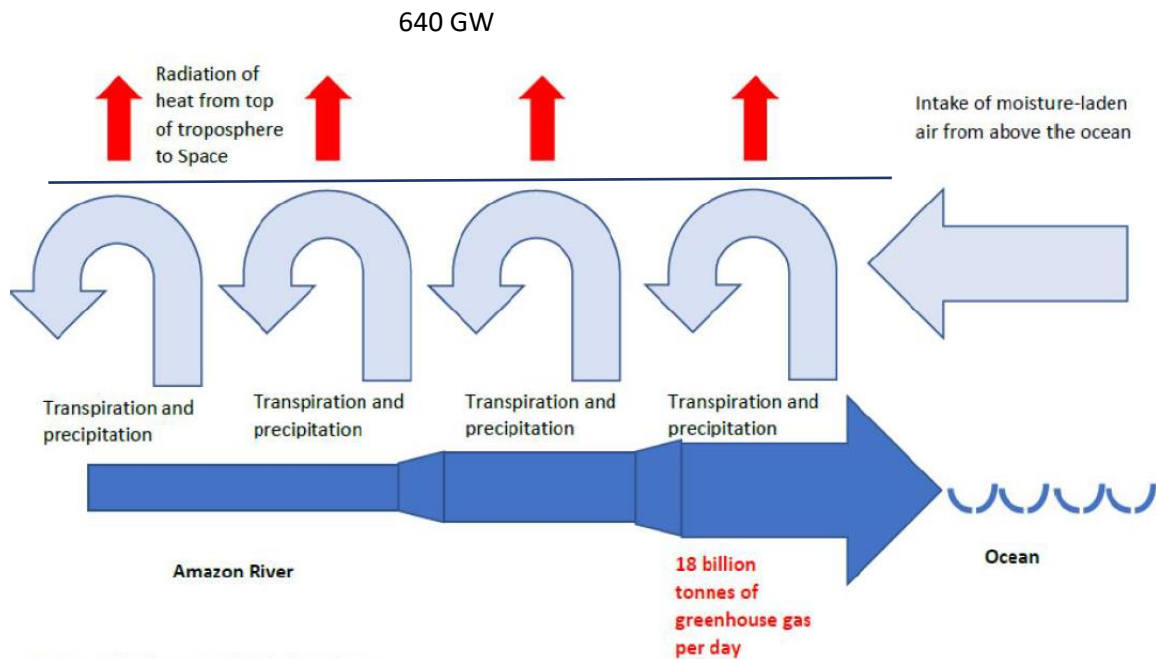 640 GW
Radiation of
heat from top
of troposphere
to Space
Intake of moisture-laden
air from above the ocean
Transpiration and
precipitation
Transpiration and
precipitation
Transpiration and
precipitation
Transpiration and
precipitation
Amazon River
18 billion
tonnes of
greenhouse gas
per day
Ocean